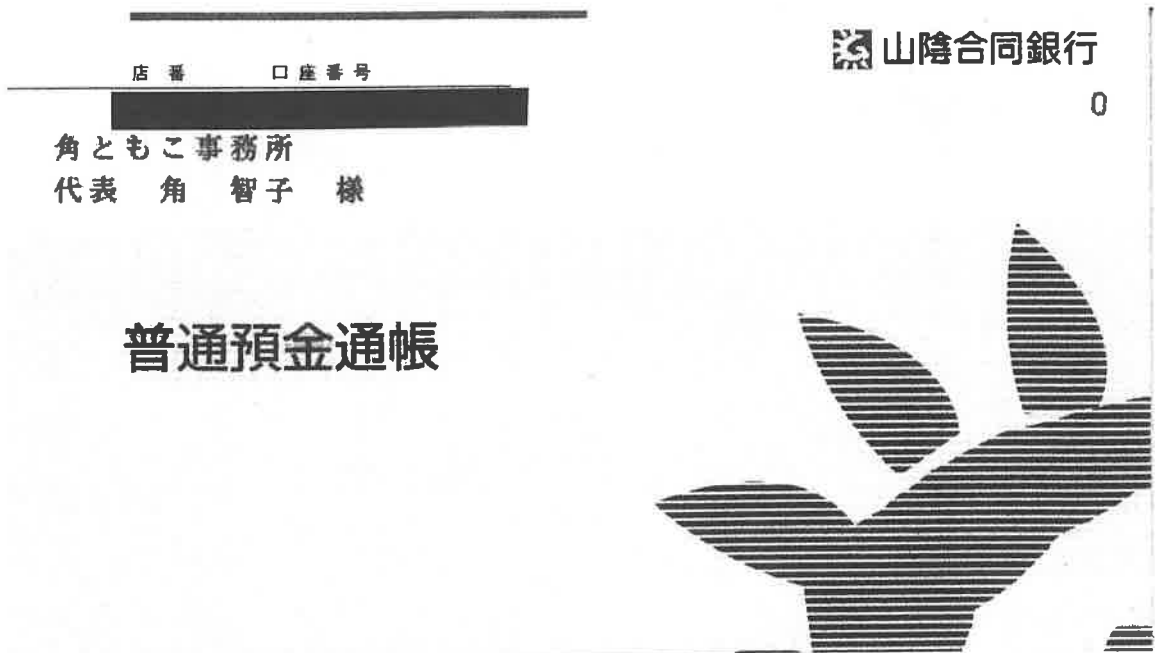 店番 口座番号
山陰合同銀行
0
角ともこ事務所
代表 角 智子 様
普通預金通帳